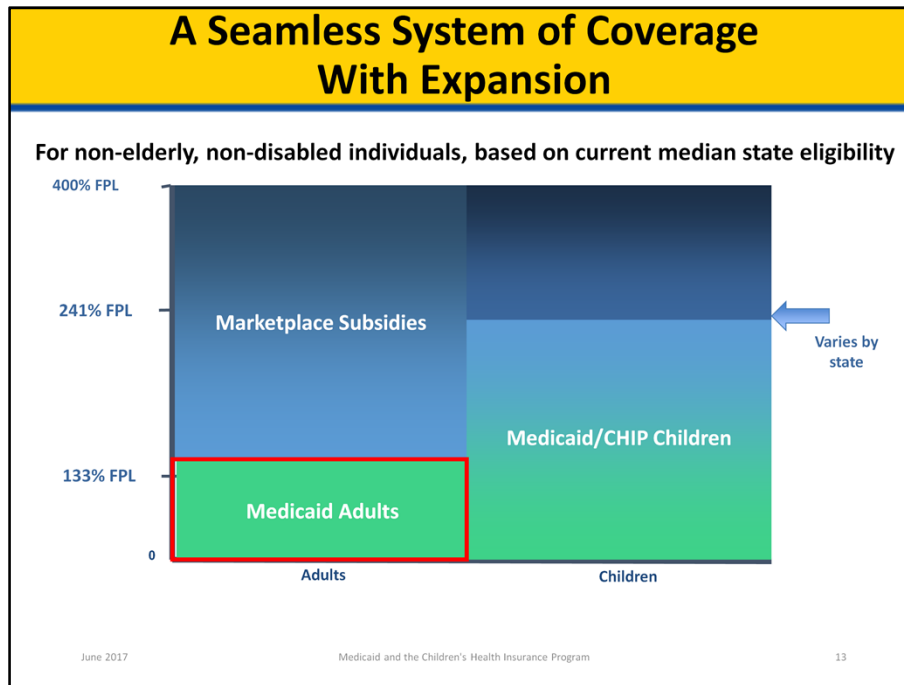 A Seamless System of Coverage
With Expansion
For non-elderly, non-disabled individuals, based on current median state eligibility
400% FPL
241% FPL
Marketplace Subsidies
Varies by
state
Medicaid/CHIP Children
133% FPL
Medicaid Adults
0
Adults
Children
June 2017
Medicaid and the Children's Health Insurance Program
13